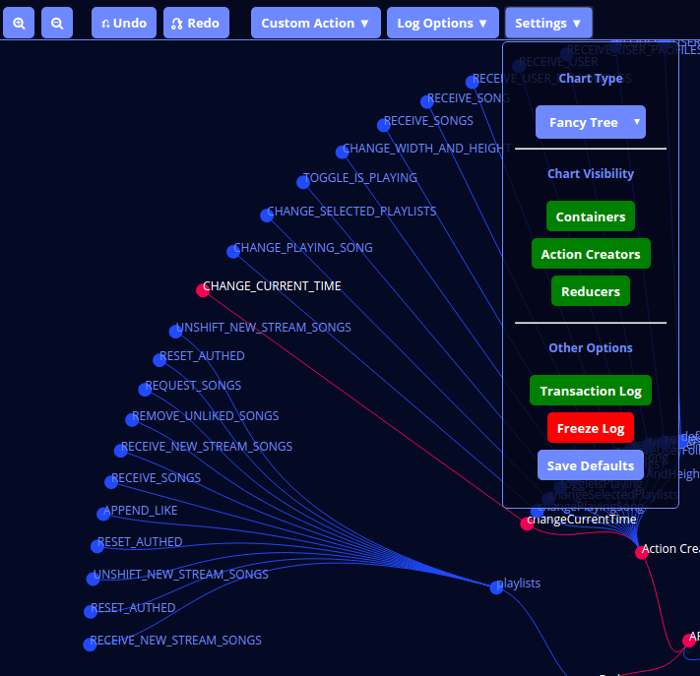 Undo
Redo
Custom Action ▼
Log Options ▼
Settings ▼
RECEIVE_USER
RECEIVE_SONG
RECEIVE_SONGS
CHANGE_WIDTH_AND_HEIGHT
TOGGLE_IS_PLAYING
CHANGE_SELECTED_PLAYLISTS
CHANGE_PLAYING_SONG
CHANGE_CURRENT_TIME
UNSHIFT_NEW_STREAM_SONGS
RESET_AUTHED
REQUEST_SONGS
REMOVE_UNLIKED_SONGS
RECEIVE_NEW_STREAM_SONGS
RECEIVE_SONGS
APPEND_LIKE
RESET_AUTHED
UNSHIFT_NEW_STREAM_SONGS
RESET_AUTHED
RECEIVE_NEW_STREAM_SONGS
playlists
Chart Type
Fancy Tree
Chart Visibility
Containers
Action Creators
Reducers
Other Options
Transaction Log
Freeze Log
Save Defaults
changeSelectedPlaylists
changePlayingSong
changeCurrentTime
Action Crea